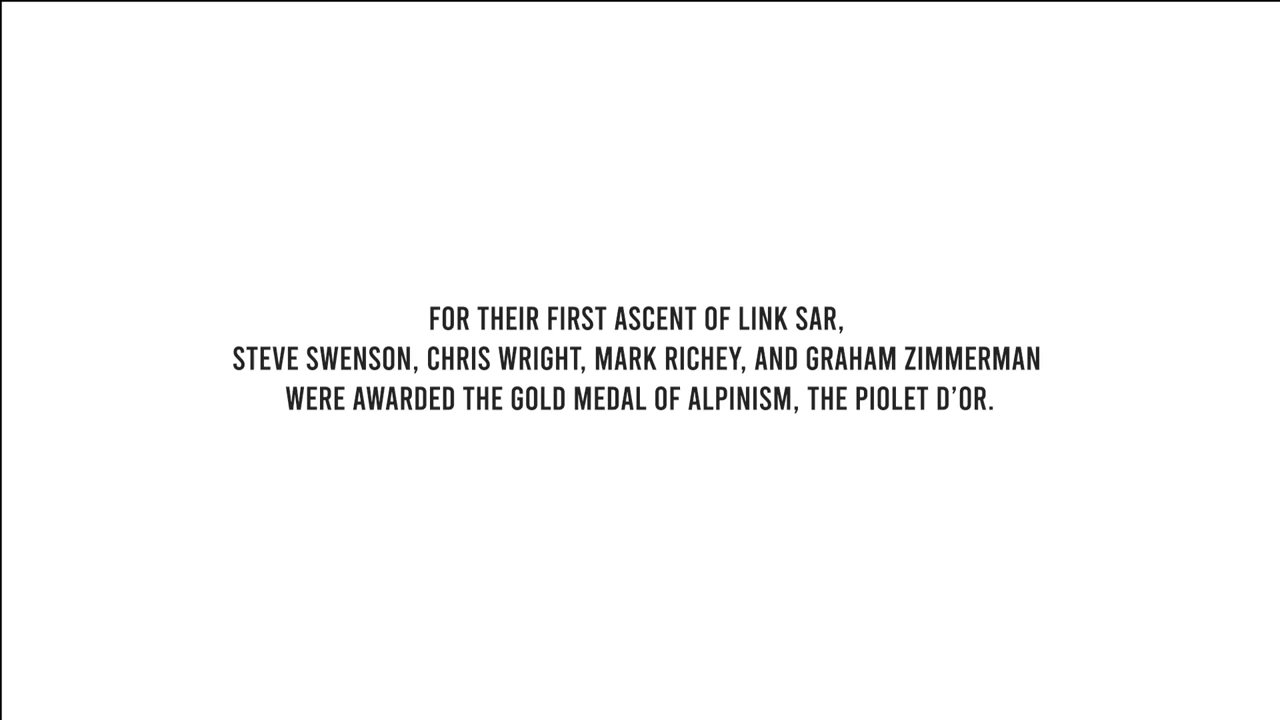 FOR THEIR FIRST ASCENT OF LINK SAR,
STEVE SWENSON, CHRIS WRIGHT, MARK RICHEY, AND GRAHAM ZIMMERMAN
WERE AWARDED THE GOLD MEDAL OF ALPINISM, THE PIOLET D’OR.